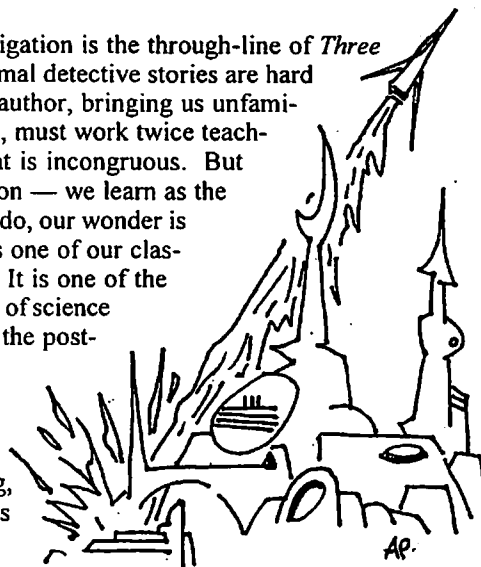 igation is the through-line of Three
mal detective stories are hard
author, bringing us unfami-
, must work twice teach-
at is incongruous. But
on — we learn as the
do, our wonder is
s one of our clas-
It is one of the
of science
the post-
g,
s
AP.